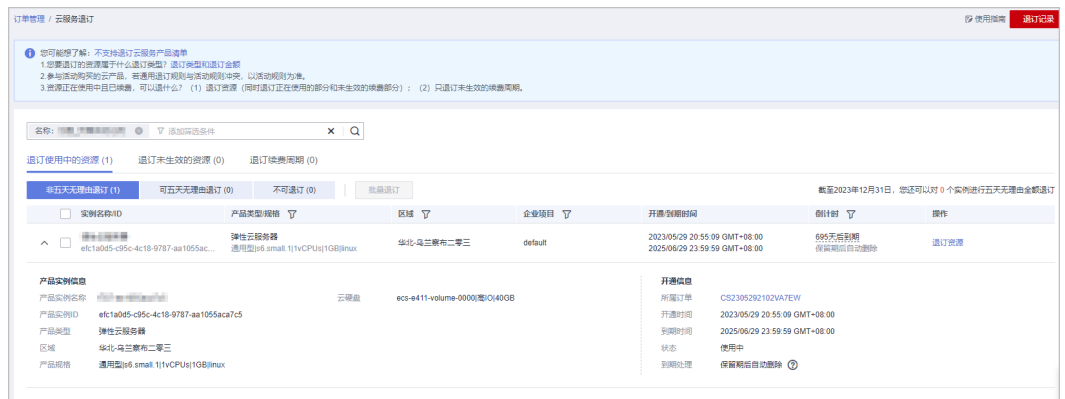 订单管理 / 云服务退订
使用指南 退订记录
您可能想了解：不支持退订云服务产品清单
1.您要退订的资源属于什么退订类型？退订类型和退订金额
2.参与活动购买的云产品，若通用退订规则与活动规则冲突，以活动规则为准。
3.资源正在使用中且已续费，可以退什么？（1）退订资源（同时退订正在使用的部分和未生效的续费部分）；（2）只退订未生效的续费周期。
名称： 添加筛选条件
退订使用中的资源 (1) 退订未生效的资源 (0) 退订续费周期 (0)
非五天无理由退订 (1) 可五天无理由退订 (0) 不可退订 (0) 批量退订 截至2023年12月31日，您还可以对 0 个实例进行五天无理由金额退订
实例名称/ID 产品类型/规格 区域 企业项目 开通/到期时间 倒计时 操作
弹性云服务器 2023/05/29 20:55:09 GMT+08:00 695天后到期
efc1a0d5-c95c-4c18-9787-aa1055ac... 通用型|s6.small.1|1vCPUs|1GB|linux 华北-乌兰察布二零三 default 2025/06/29 23:59:59 GMT+08:00 保留期后自动删除 退订资源
产品实例信息 开通信息
产品实例名称 云硬盘 ecs-e411-volume-0000|高IO|40GB 所属订单 CS2305292102VA7EW
产品实例ID efc1a0d5-c95c-4c18-9787-aa1055aca7c5 开通时间 2023/05/29 20:55:09 GMT+08:00
产品类型 弹性云服务器 到期时间 2025/06/29 23:59:59 GMT+08:00
区域 华北-乌兰察布二零三 状态 使用中
产品规格 通用型|s6.small.1|1vCPUs|1GB|linux 到期处理 保留期后自动删除